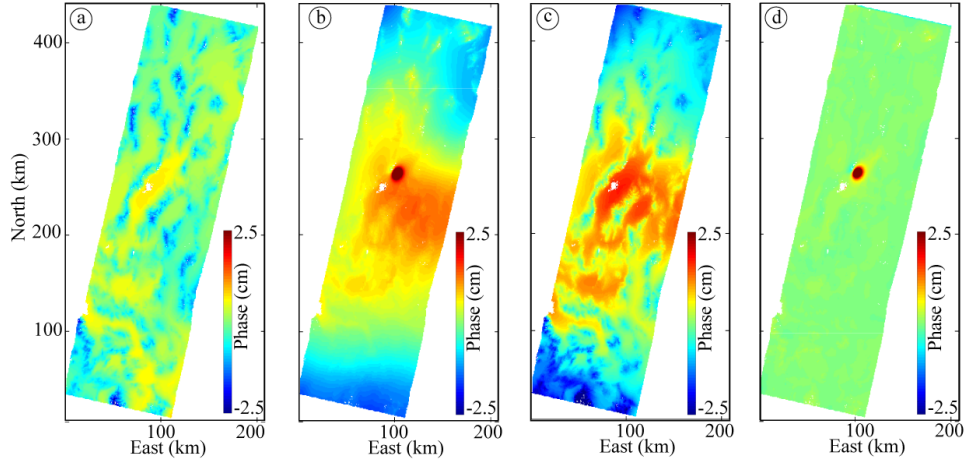 a
b
c
d
400
300
200
100
North (km)
2.5
Phase (cm)
-2.5
2.5
Phase (cm)
-2.5
2.5
Phase (cm)
-2.5
2.5
Phase (cm)
-2.5
100 200
100 200
100 200
100 200
East (km)
East (km)
East (km)
East (km)